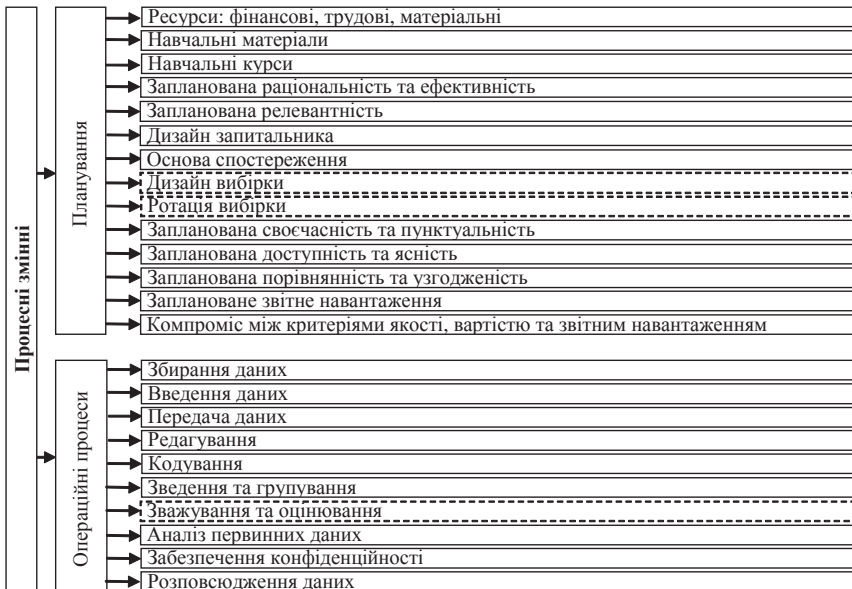 Процесні змінні
Планування
Ресурси: фінансові, трудові, матеріальні
Навчальні матеріали
Навчальні курси
Запланована раціональність та ефективність
Запланована релевантність
Дизайн запитальника
Основа спостереження
Дизайн вибірки
Ротація вибірки
Запланована своєчасність та пунктуальність
Запланована доступність та ясність
Запланована порівнянність та узгодженість
Заплановане звітне навантаження
Компроміс між критеріями якості, вартістю та звітним навантаженням
Операційні процеси
Збирання даних
Введення даних
Передача даних
Редагування
Кодування
Зведення та групування
Зважування та оцінювання
Аналіз первинних даних
Забезпечення конфіденційності
Розповсюдження даних